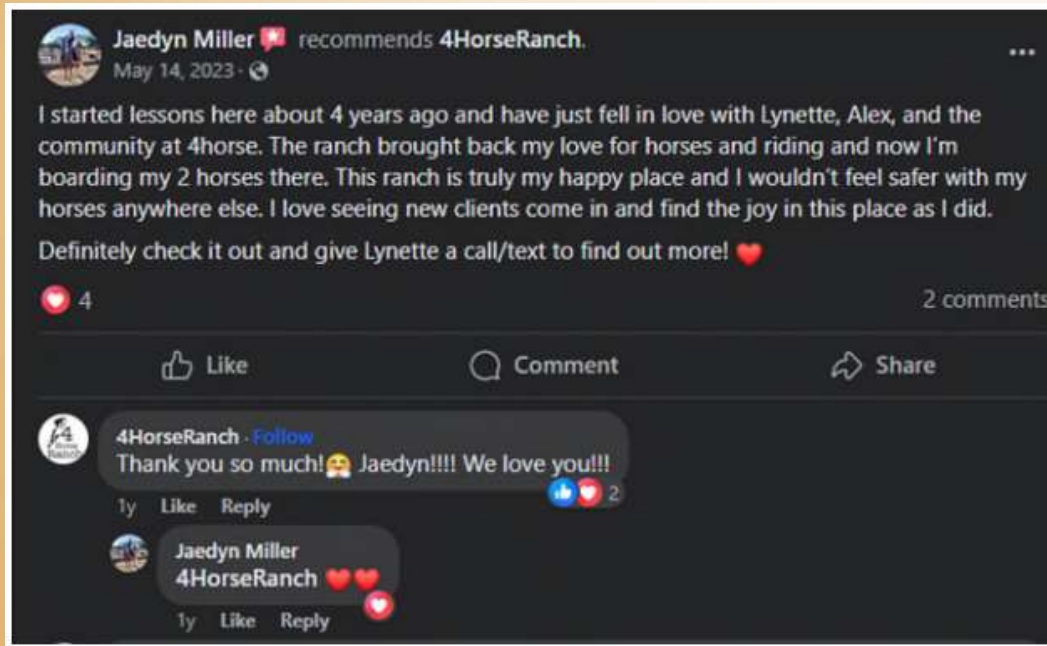 Jaedyn Miller recommends 4HorseRanch.
May 14, 2023 ·
I started lessons here about 4 years ago and have just fell in love with Lynette, Alex, and the
community at 4horse. The ranch brought back my love for horses and riding and now I'm
boarding my 2 horses there. This ranch is truly my happy place and I wouldn't feel safer with my
horses anywhere else. I love seeing new clients come in and find the joy in this place as I did.
Definitely check it out and give Lynette a call/text to find out more! ❤️
4
2 comments
Like
Comment
Share
4 Horse Ranch
4HorseRanch · Follow
Thank you so much!🤗 Jaedyn!!!! We love you!!!
2
1y Like Reply
Jaedyn Miller
4HorseRanch ❤️❤️
1y Like Reply